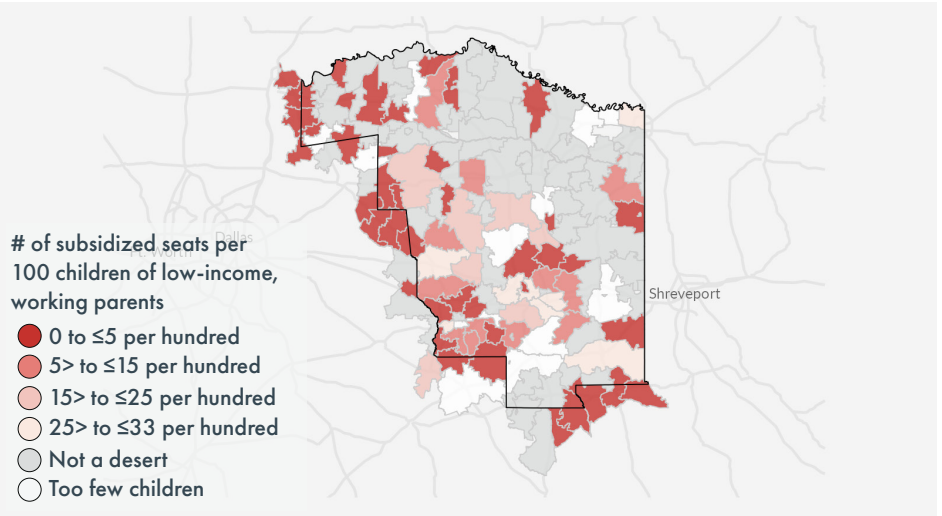 Dallas
Ft. Worth
# of subsidized seats per
100 children of low-income,
working parents
0 to ≤5 per hundred
5> to ≤15 per hundred
15> to ≤25 per hundred
25> to ≤33 per hundred
Not a desert
Too few children
Shreveport